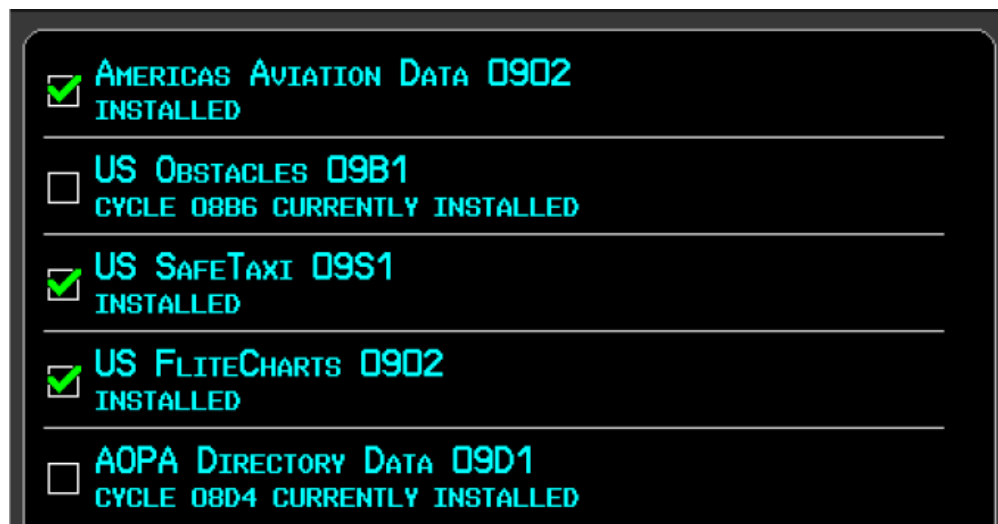 Americas Aviation Data 0902
INSTALLED
US Obstacles 09B1
CYCLE 08B6 CURRENTLY INSTALLED
US SafeTaxi 09S1
INSTALLED
US FliteCharts 0902
INSTALLED
AOPA Directory Data 09D1
CYCLE 08D4 CURRENTLY INSTALLED